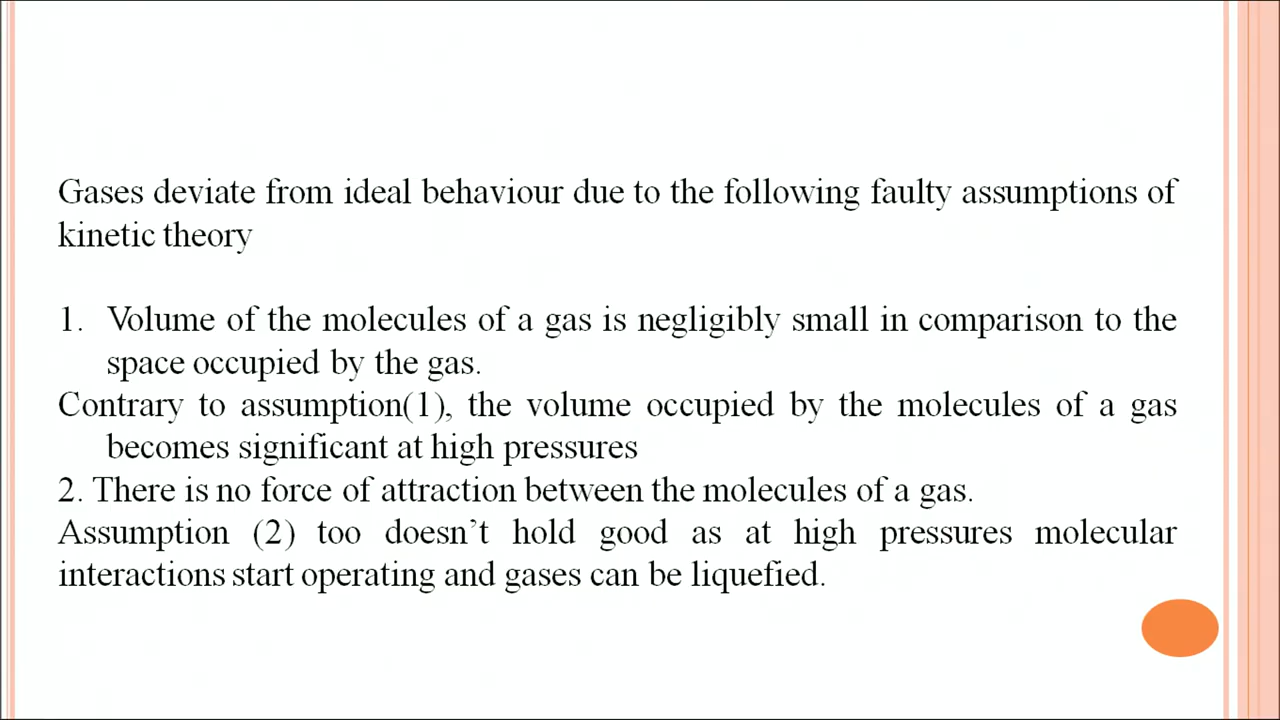 Gases deviate from ideal behaviour due to the following faulty assumptions of
kinetic theory
1. Volume of the molecules of a gas is negligibly small in comparison to the
space occupied by the gas.
Contrary to assumption(1), the volume occupied by the molecules of a gas
becomes significant at high pressures
2. There is no force of attraction between the molecules of a gas.
Assumption (2) too doesn’t hold good as at high pressures molecular
interactions start operating and gases can be liquefied.